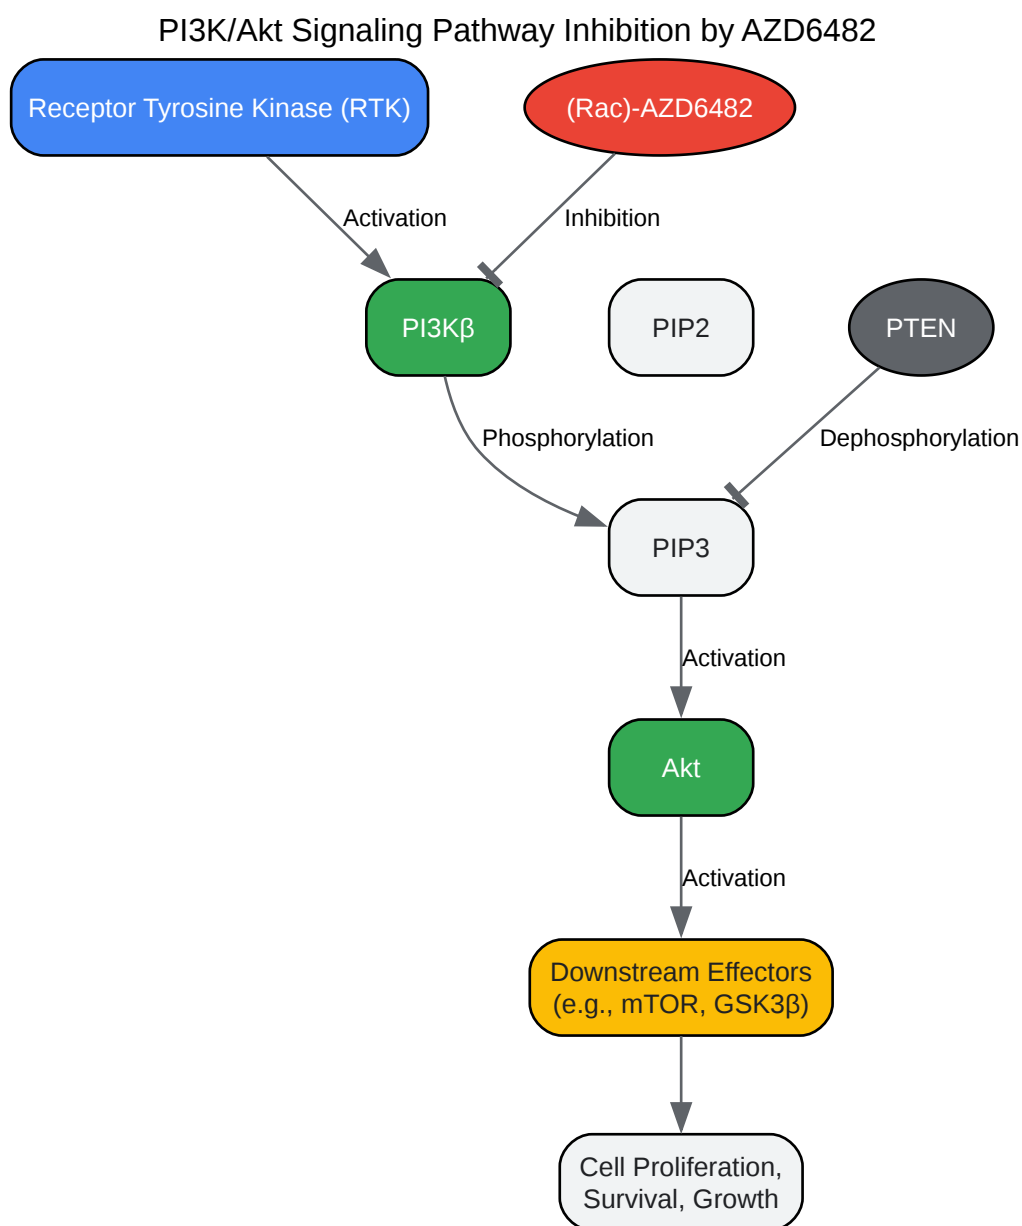 PI3K/Akt Signaling Pathway Inhibition by AZD6482
Receptor Tyrosine Kinase (RTK)
(Rac)-AZD6482
Activation
Inhibition
PI3Kβ
PIP2
PTEN
Phosphorylation
Dephosphorylation
PIP3
Activation
Akt
Activation
Downstream Effectors
(e.g., mTOR, GSK3β)
Cell Proliferation,
Survival, Growth